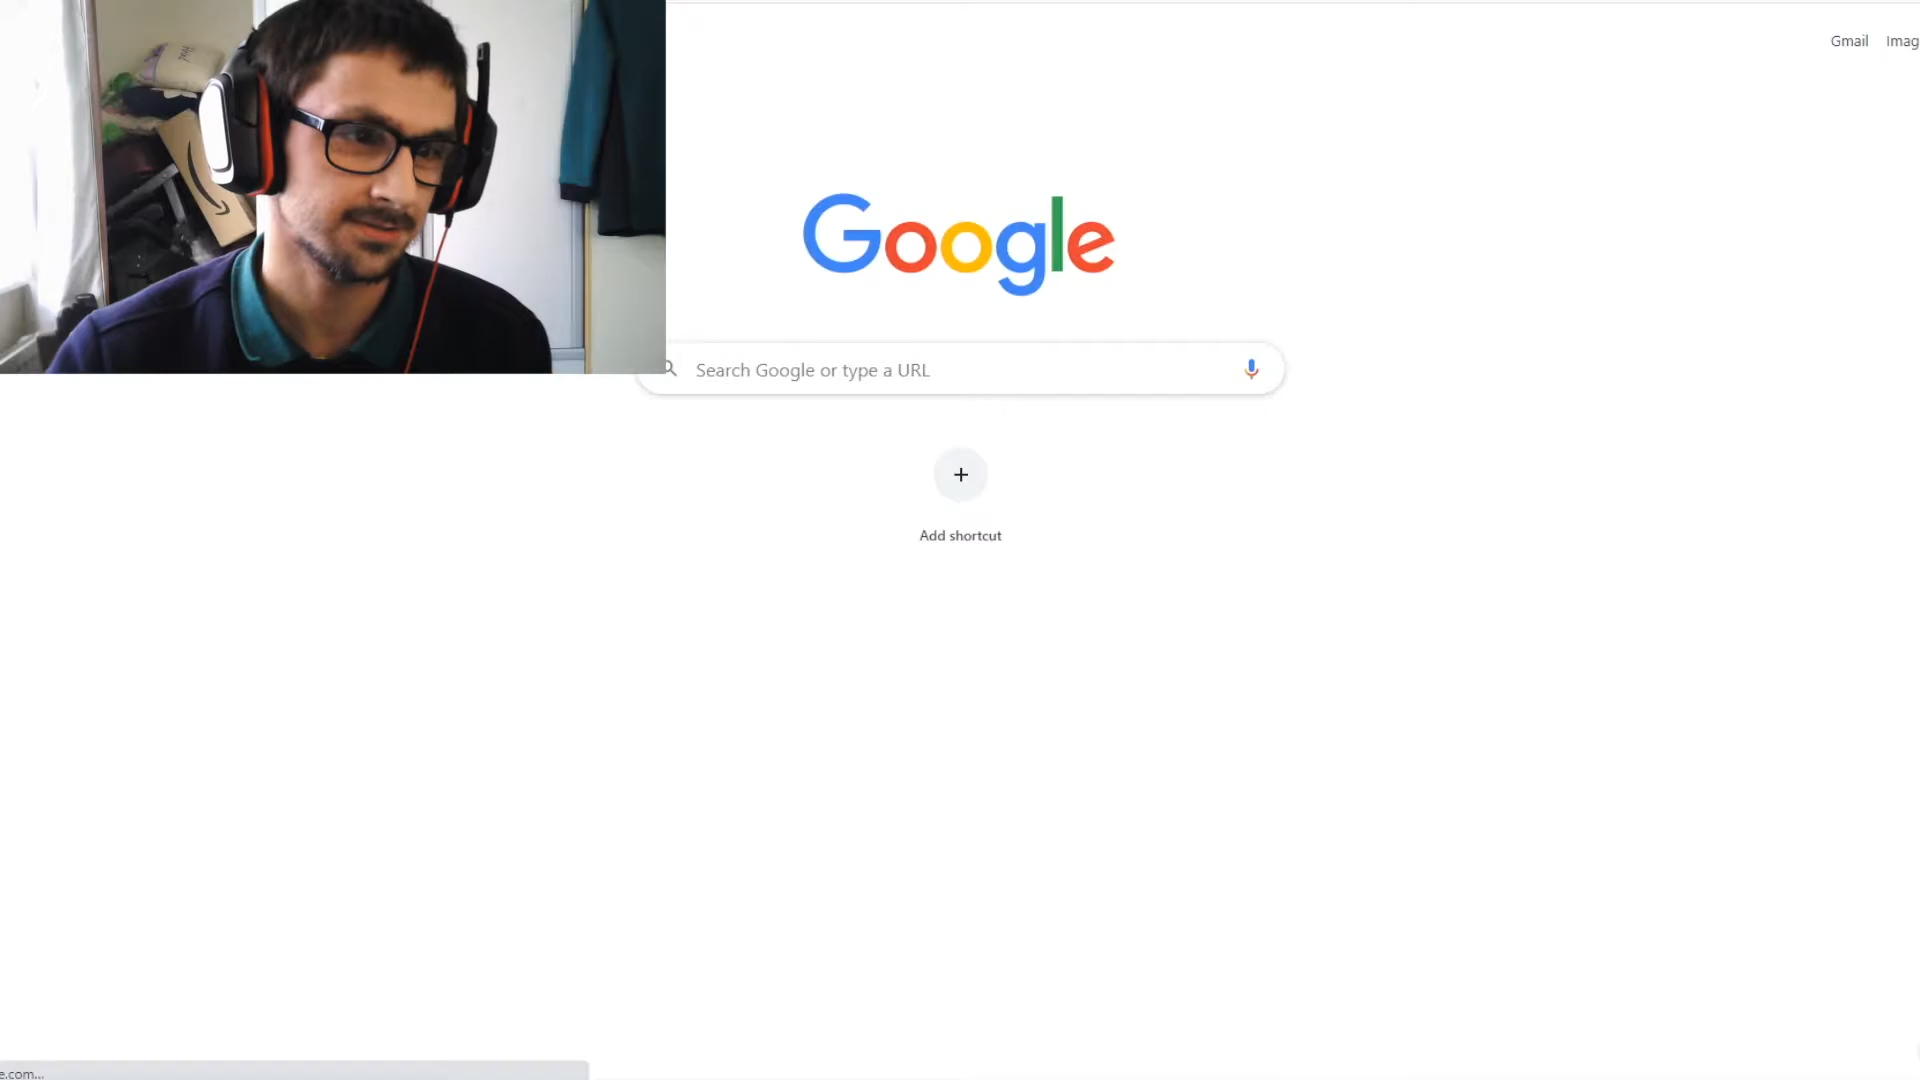 Gmail Imag
Google
Search Google or type a URL
Add shortcut
e.com...